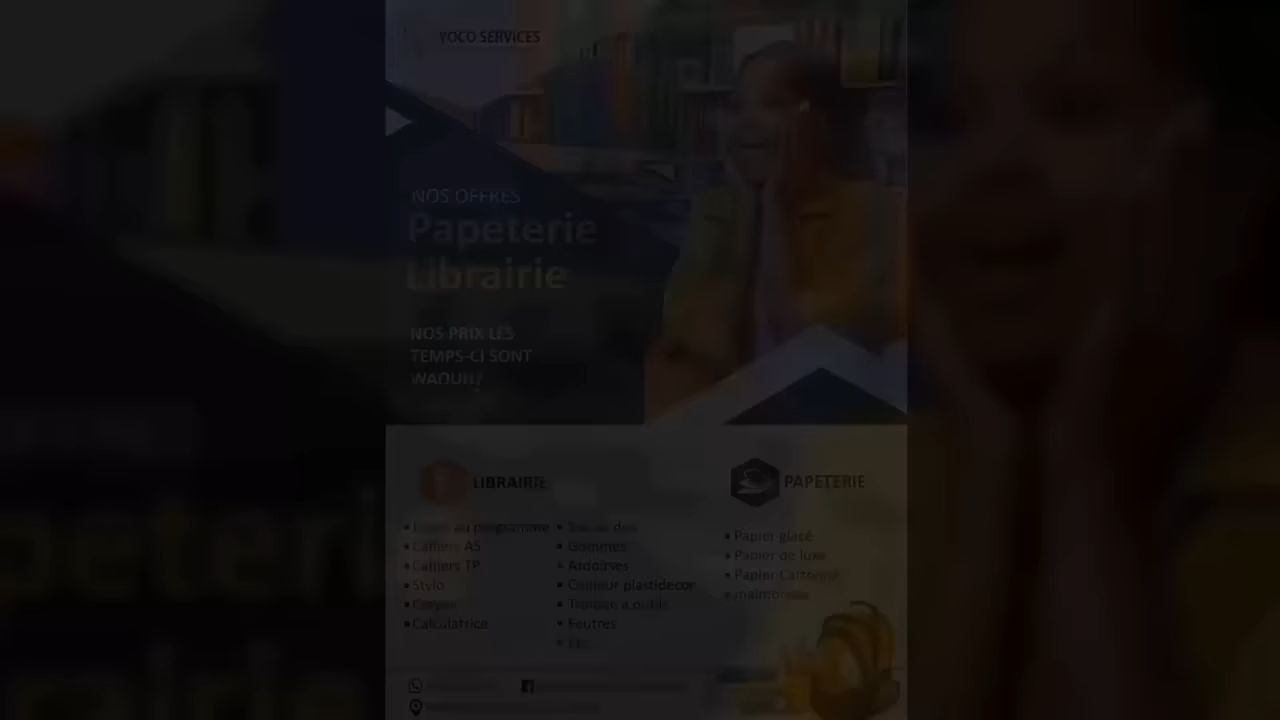 YOCO SERVICES
NOS OFFRES
Papeterie
Librairie
NOS PRIX LES
TEMPS-CI SONT
WAOUH!
LIBRAIRIE
• au programme
• Cahiers A5
• Cahiers TP
• Stylo
• Crayon
• Calculatrice
• Sac au dos
• Gommes
• Ardoises
• Couleur plastidecor
• Trousse à outils
• Feutres
• Etc...
PAPETERIE
• Papier glacé
• Papier de luxe
• Papier Cartonné